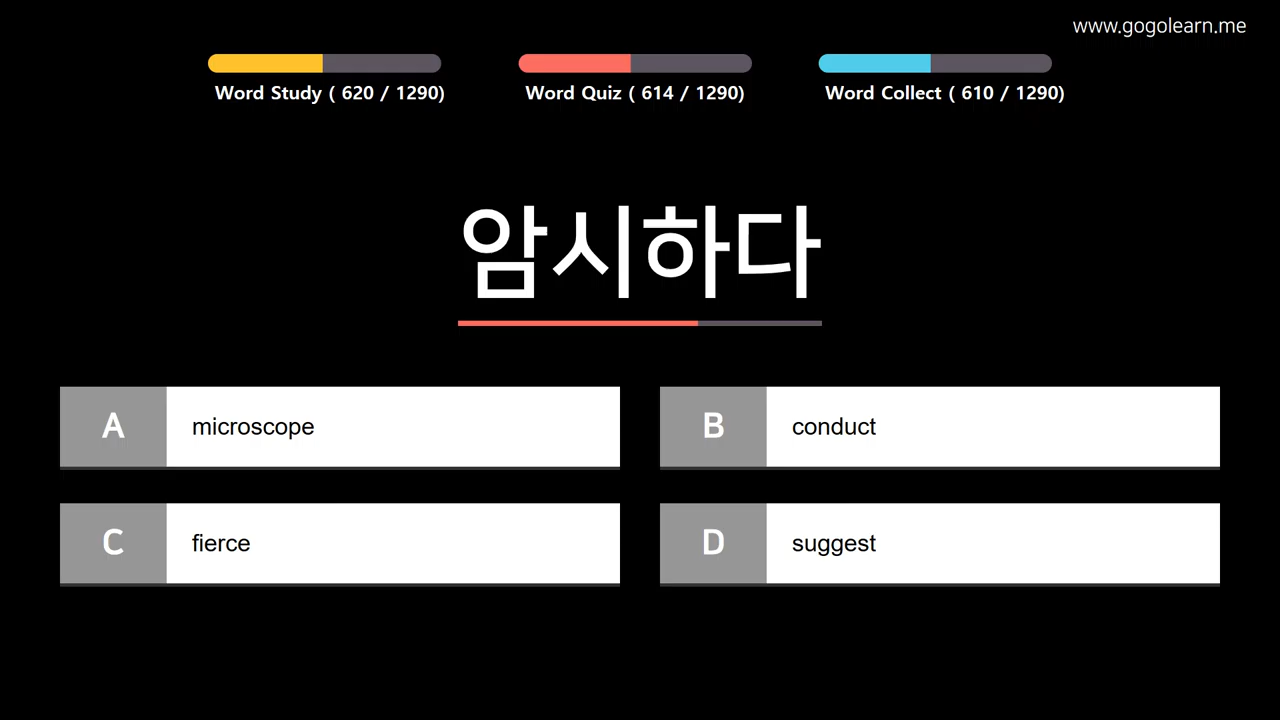 www.gogolearn.me
Word Study ( 620 / 1290)
Word Quiz ( 614 / 1290)
Word Collect ( 610 / 1290)
암시하다
A microscope
B conduct
C fierce
D suggest